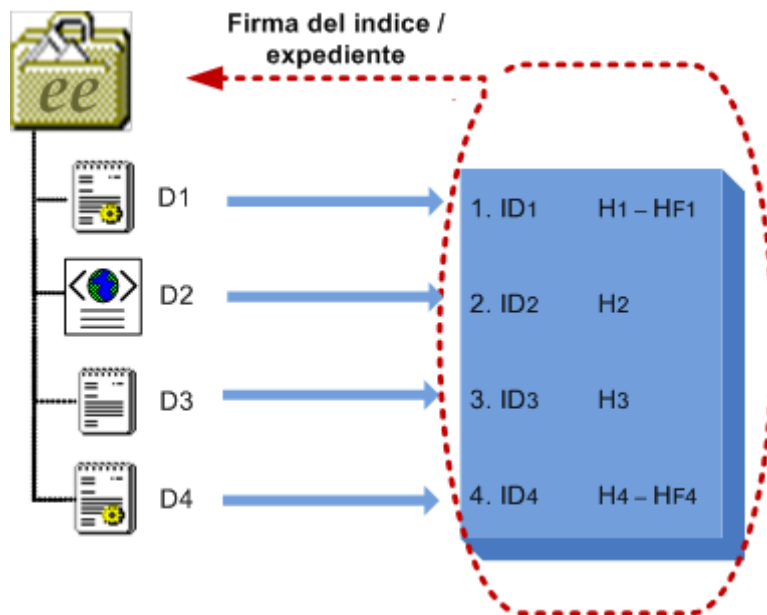 Firma del indice /
expediente
ee
D1
1. ID1 H1 – HF1
D2
2. ID2 H2
D3
3. ID3 H3
D4
4. ID4 H4 – HF4